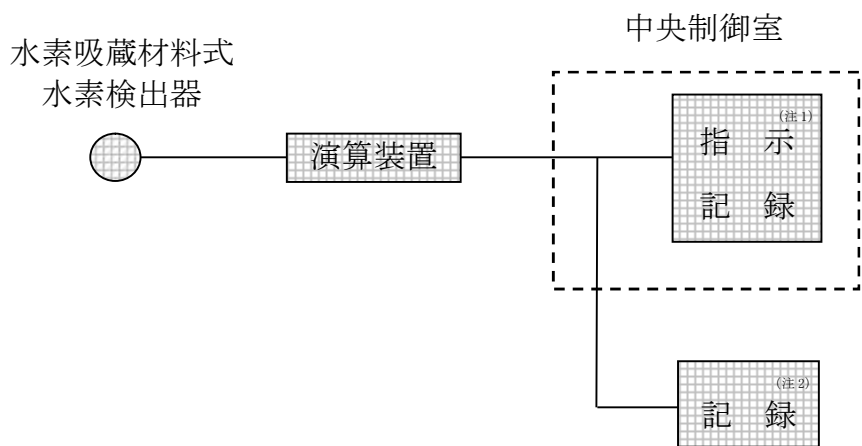 中央制御室
水素吸蔵材料式
水素検出器
演算装置
(注1)
指 示
記 録
(注2)
記 録